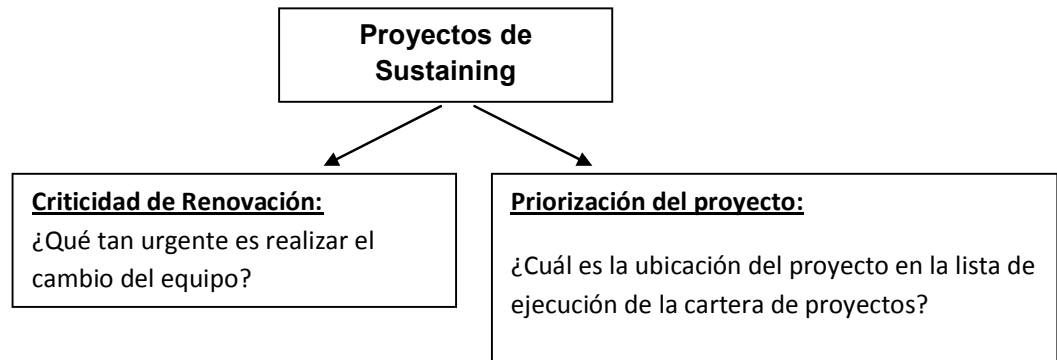 Proyectos de
Sustaining
Criticidad de Renovación:
¿Qué tan urgente es realizar el
cambio del equipo?
Priorización del proyecto:
¿Cuál es la ubicación del proyecto en la lista de
ejecución de la cartera de proyectos?